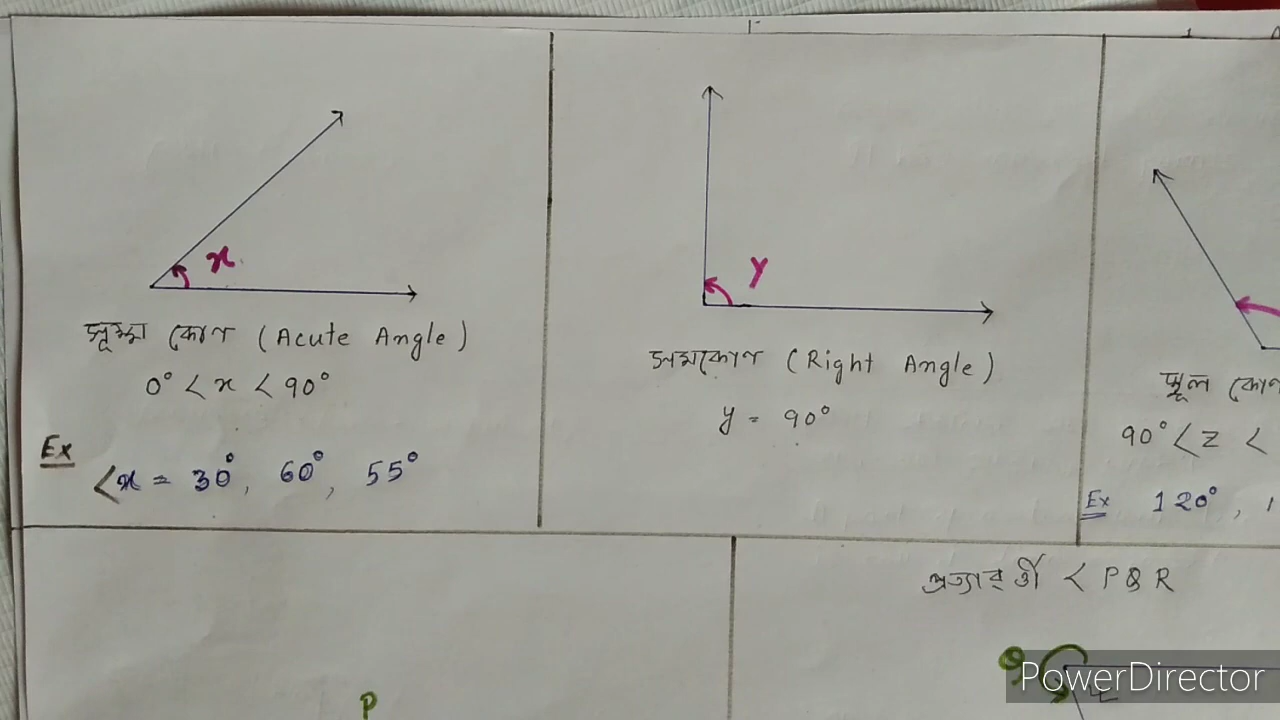 x
সূক্ষ্ম কোণ (Acute Angle)
0° < x < 90°
Ex
<x = 30°, 60°, 55°
Y
সমকোণ (Right Angle)
y = 90°
স্থূল কোণ
90° < z <
Ex 120°,
প্রত্যাবর্তী < PQR
P
PowerDirector